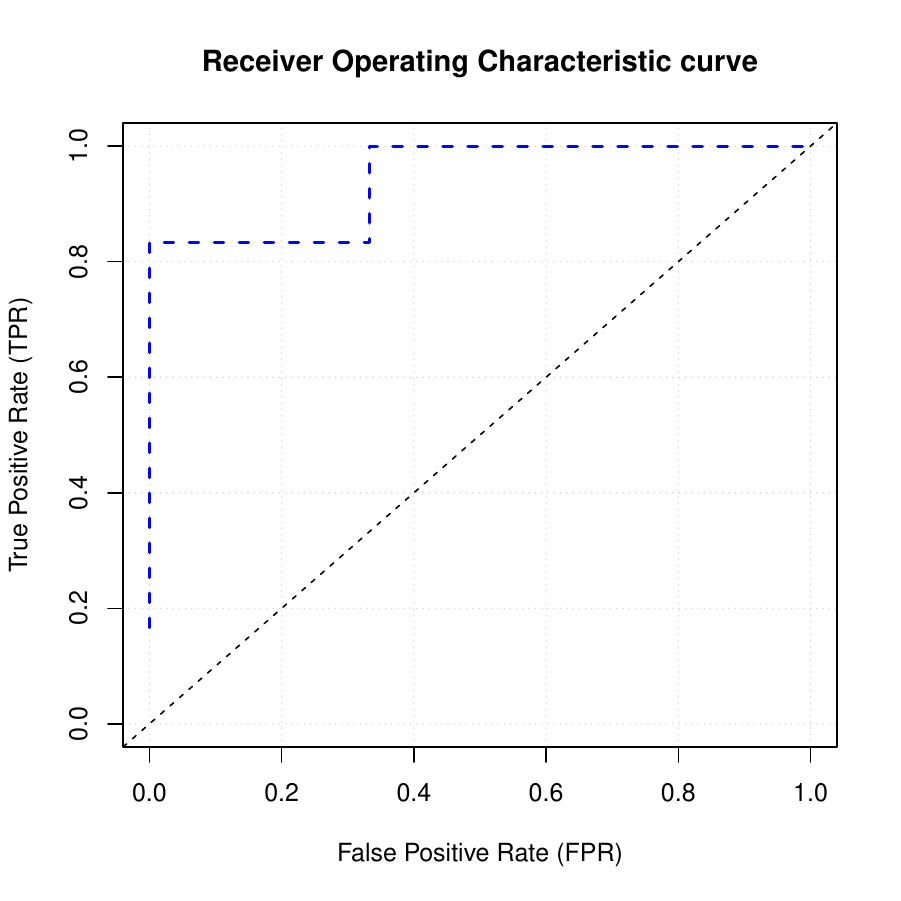 Receiver Operating Characteristic curve
True Positive Rate (TPR)
1.0
0.8
0.6
0.4
0.2
0.0
0.0 0.2 0.4 0.6 0.8 1.0
False Positive Rate (FPR)